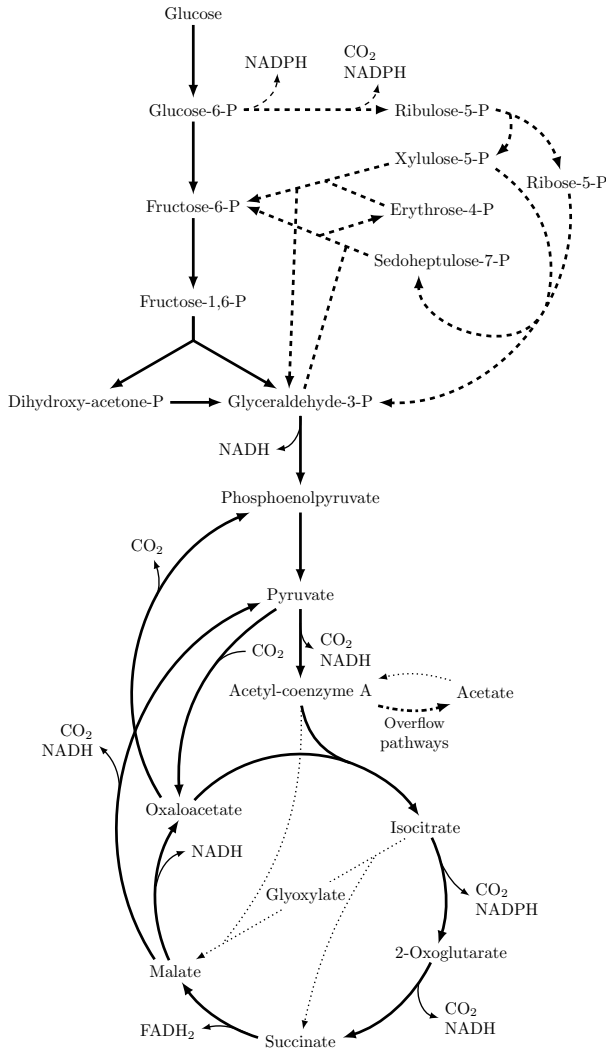 Glucose
NADPH
CO2
NADPH
Glucose-6-P
Ribulose-5-P
Xylulose-5-P
Ribose-5-P
Fructose-6-P
Erythrose-4-P
Sedoheptulose-7-P
Fructose-1,6-P
Dihydroxy-acetone-P
Glyceraldehyde-3-P
NADH
Phosphoenolpyruvate
CO2
Pyruvate
CO2
CO2
NADH
Acetyl-coenzyme A
Acetate
Overflow
pathways
CO2
NADH
Oxaloacetate
Isocitrate
NADH
Glyoxylate
CO2
NADPH
2-Oxoglutarate
Malate
CO2
NADH
FADH2
Succinate